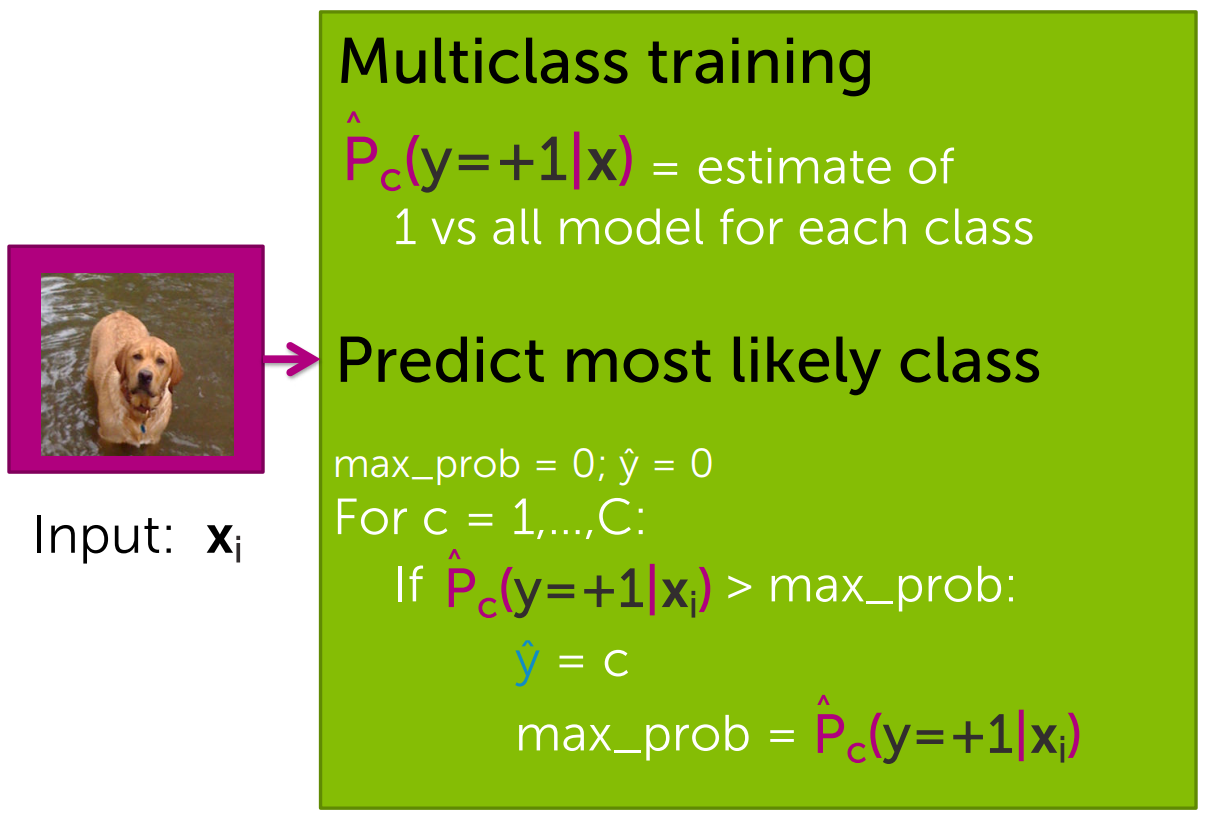 Multiclass training
P̂c(y=+1|x) = estimate of
1 vs all model for each class
Predict most likely class
max_prob = 0; ŷ = 0
For c = 1,...,C:
If P̂c(y=+1|xi) > max_prob:
ŷ = c
max_prob = P̂c(y=+1|xi)
Input: xi